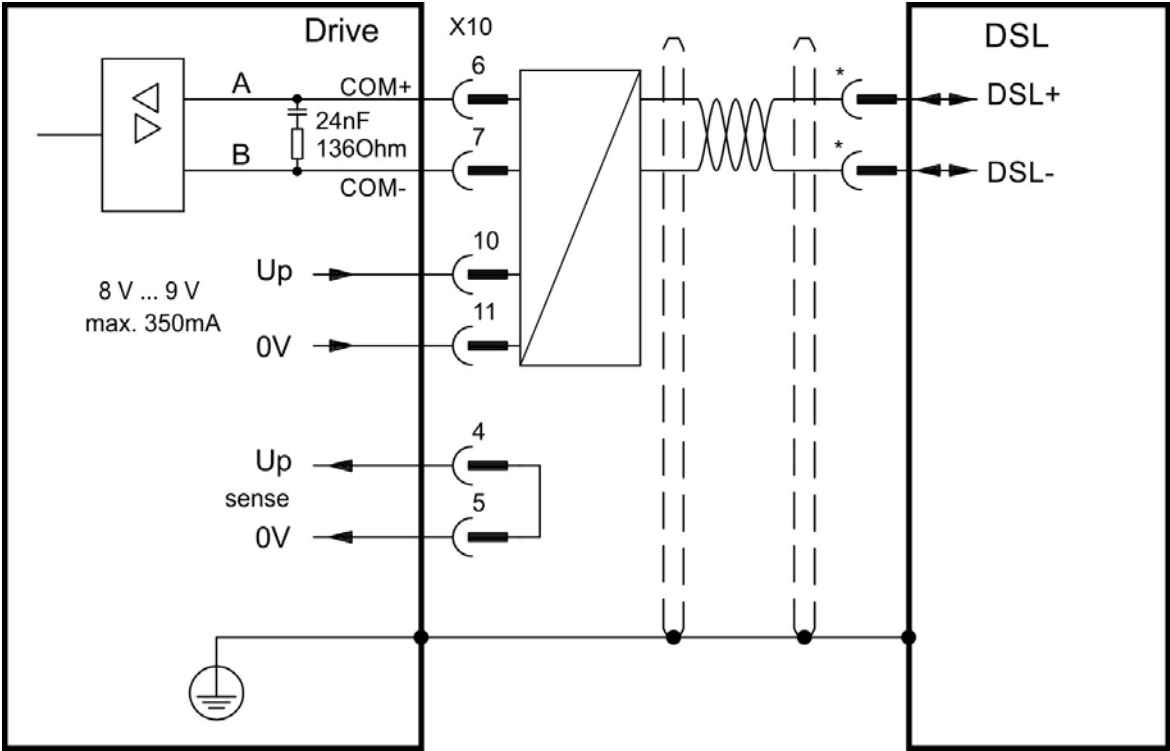 Drive
X10
DSL
6
*
A
COM+
DSL+
24nF
136Ohm
7
*
B
COM-
DSL-
10
Up
8 V ... 9 V
max. 350mA
11
0V
4
Up
sense
5
0V